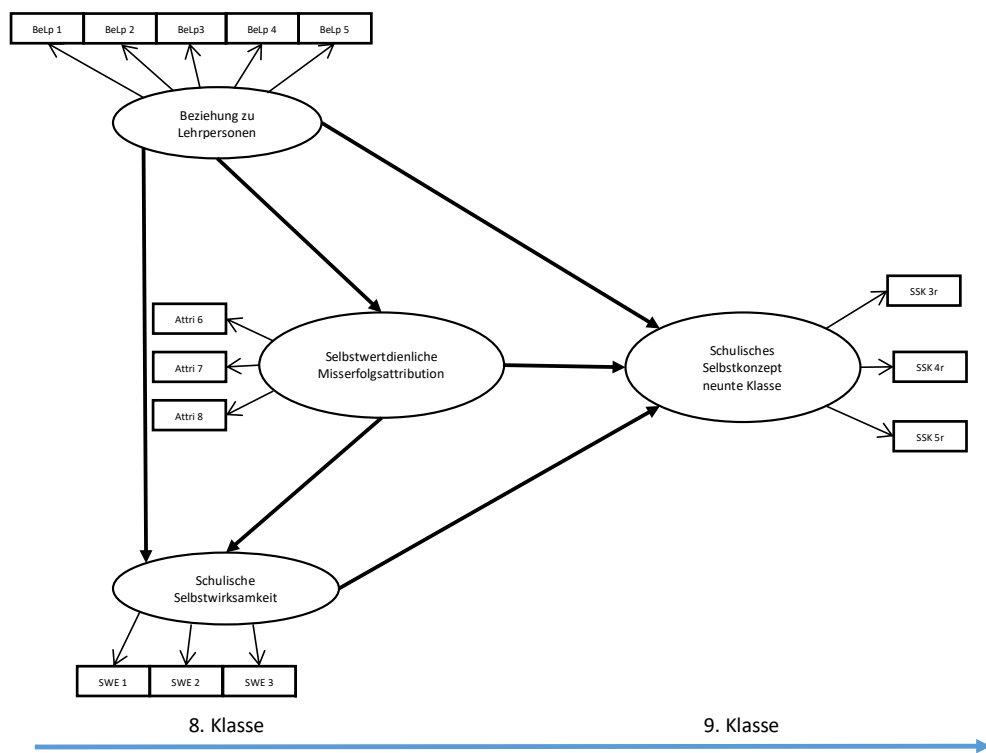 BeLp 1
BeLp 2
BeLp3
BeLp 4
BeLp 5
Beziehung zu
Lehrpersonen
Attri 6
Attri 7
Attri 8
Selbstwertdienliche
Misserfolgsattribution
Schulisches
Selbstkonzept
neunte Klasse
SSK 3r
SSK 4r
SSK 5r
Schulische
Selbstwirksamkeit
SWE 1
SWE 2
SWE 3
8. Klasse
9. Klasse